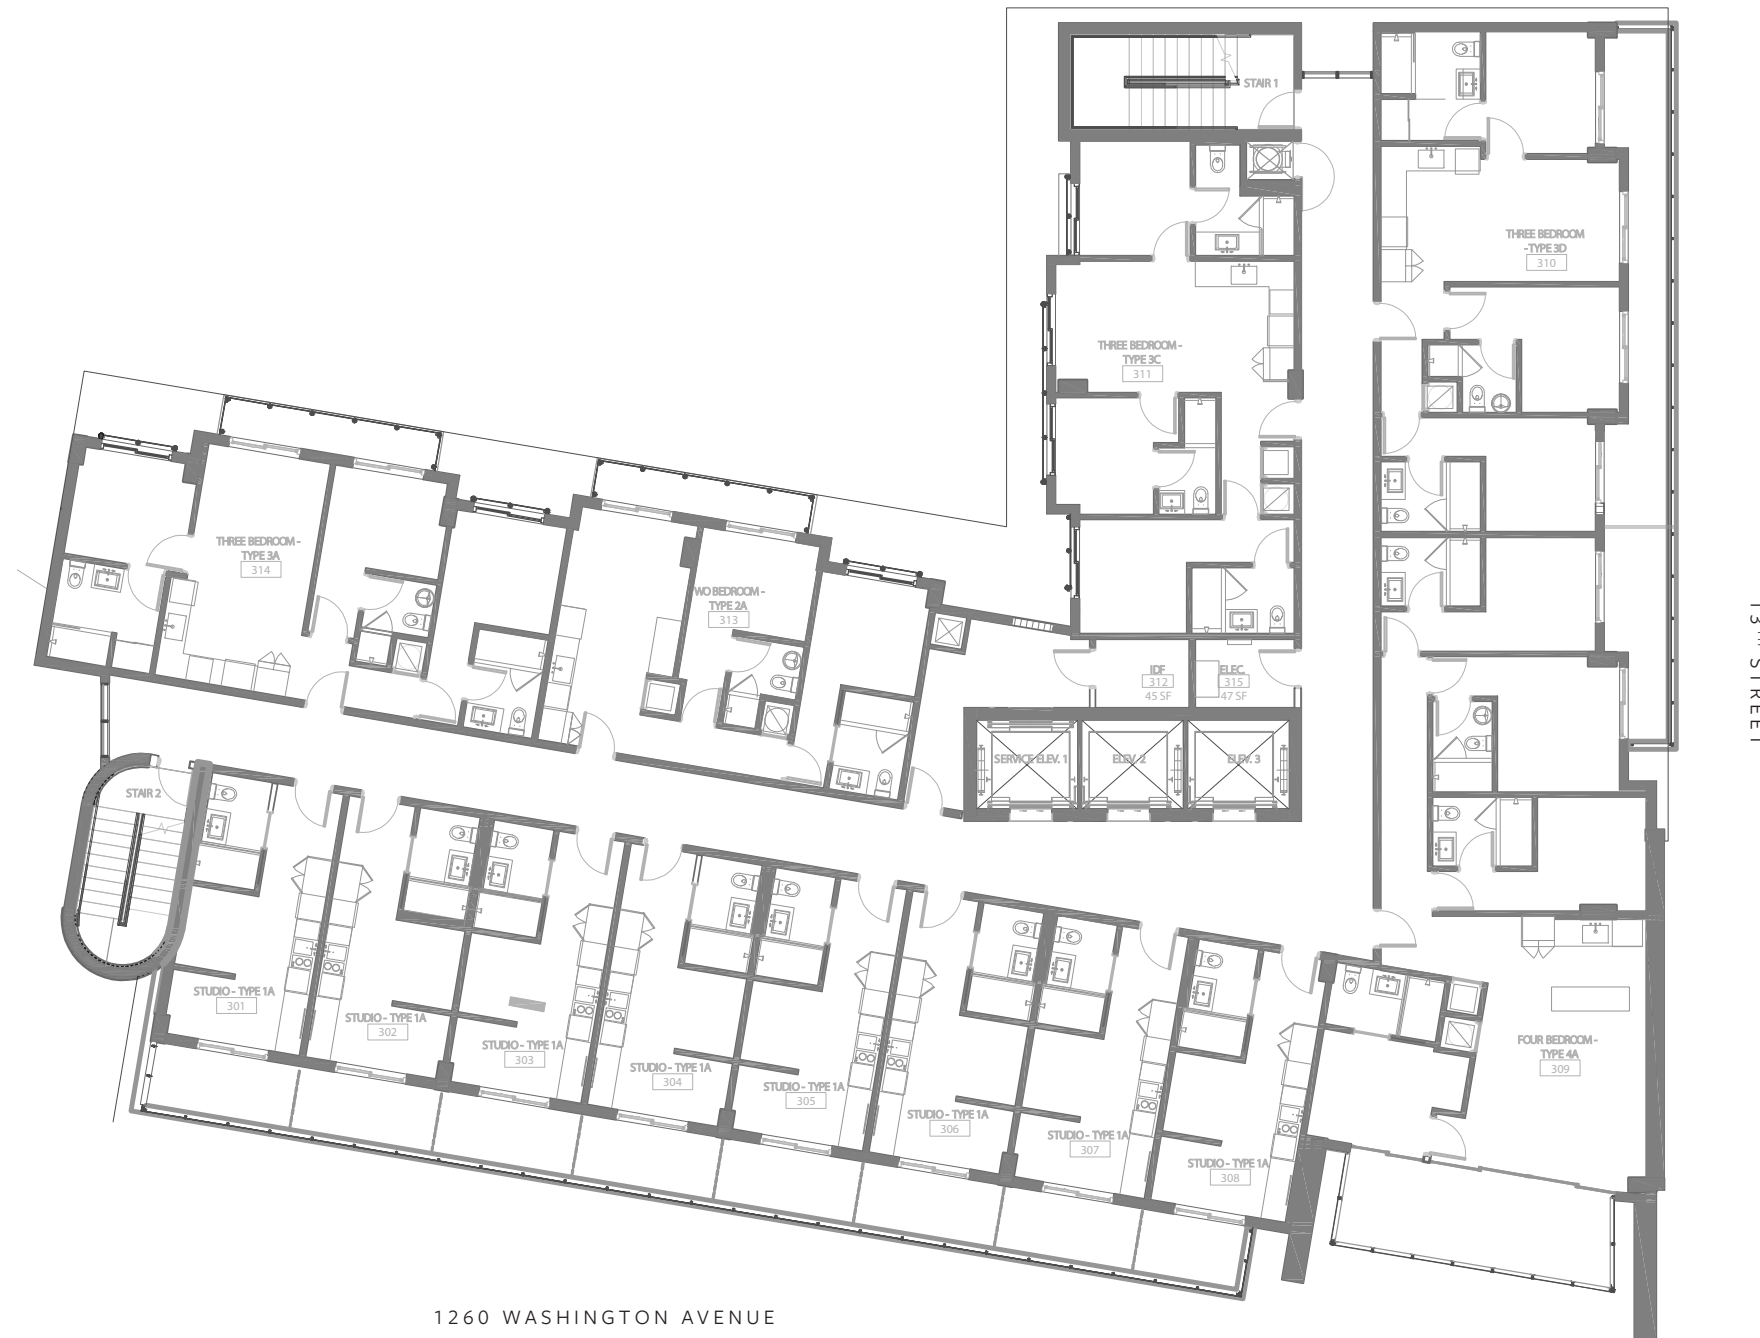 STAIR 1
THREE BEDROOM
- TYPE 3D
310
THREE BEDROOM -
TYPE 3C
311
THREE BEDROOM -
TYPE 3A
314
WO BEDROOM -
TYPE 2A
313
IDF
312
45 SF
ELEC.
315
47 SF
SERVICE ELEV. 1
ELEV. 2
ELEV. 3
STAIR 2
STUDIO - TYPE 1A
301
STUDIO - TYPE 1A
302
STUDIO - TYPE 1A
303
STUDIO - TYPE 1A
304
STUDIO - TYPE 1A
305
STUDIO - TYPE 1A
306
STUDIO - TYPE 1A
307
STUDIO - TYPE 1A
308
FOUR BEDROOM -
TYPE 4A
309
13TH STREET
1260 WASHINGTON AVENUE